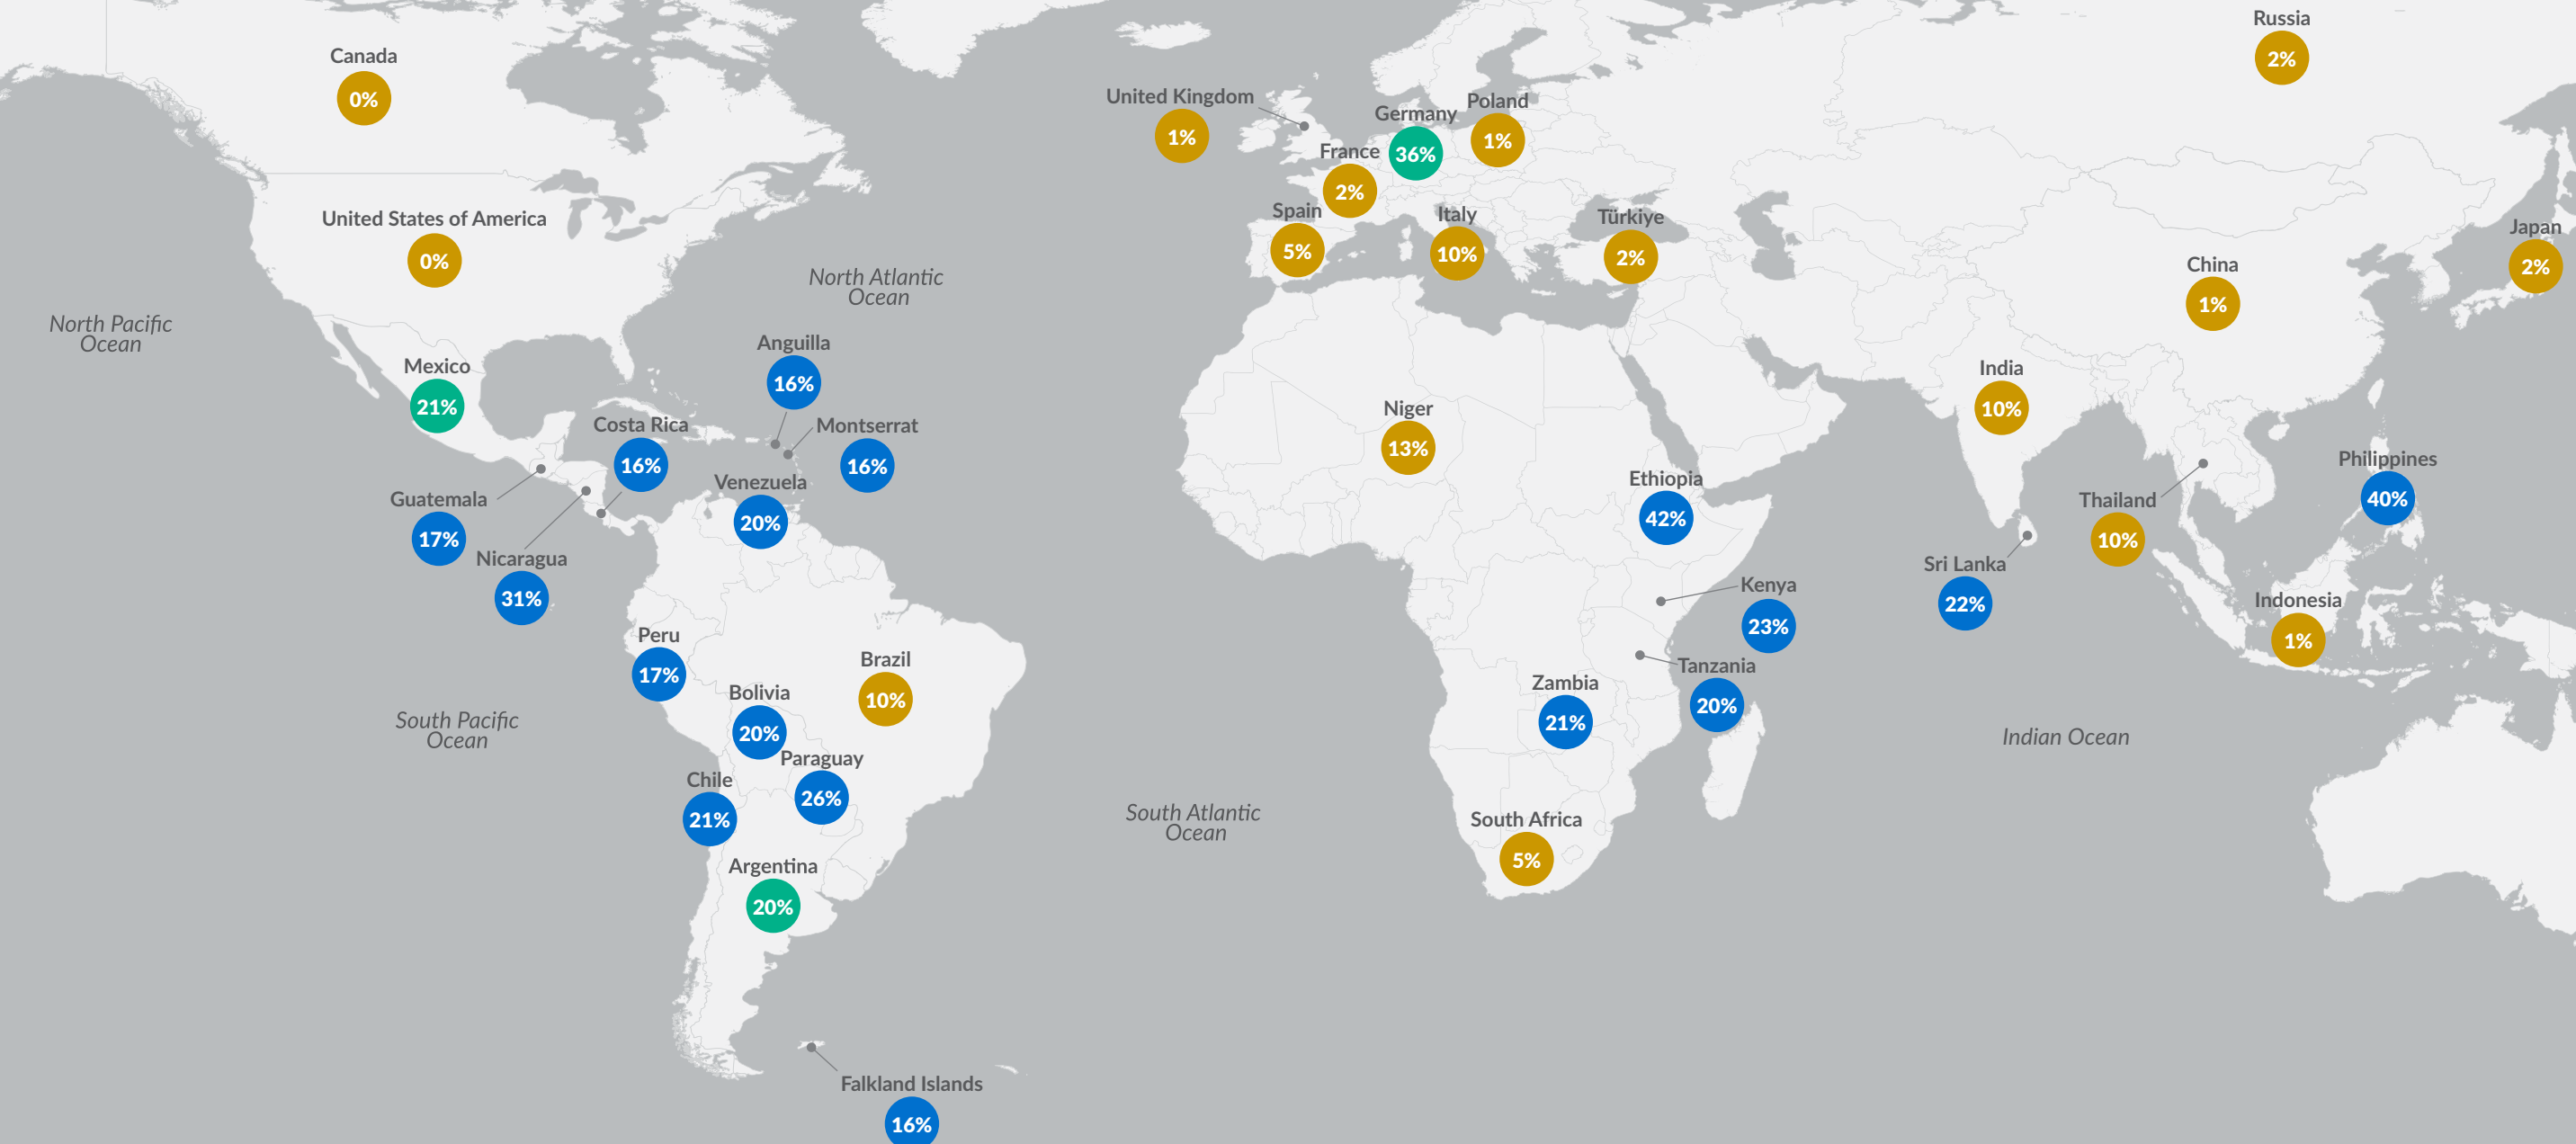 Russia
2%
Canada
0%
United Kingdom
1%
Germany
36%
Poland
1%
France
2%
Spain
5%
Italy
10%
Türkiye
2%
United States of America
0%
Japan
2%
China
1%
North Atlantic
Ocean
North Pacific
Ocean
Anguilla
16%
Mexico
21%
India
10%
Niger
13%
Costa Rica
16%
Montserrat
16%
Philippines
40%
Ethiopia
42%
Venezuela
20%
Guatemala
17%
Thailand
10%
Nicaragua
31%
Sri Lanka
22%
Kenya
23%
Indonesia
1%
Peru
17%
Brazil
10%
Tanzania
20%
Zambia
21%
Bolivia
20%
South Pacific
Ocean
Indian Ocean
Paraguay
26%
Chile
21%
South Atlantic
Ocean
South Africa
5%
Argentina
20%
Falkland Islands
16%